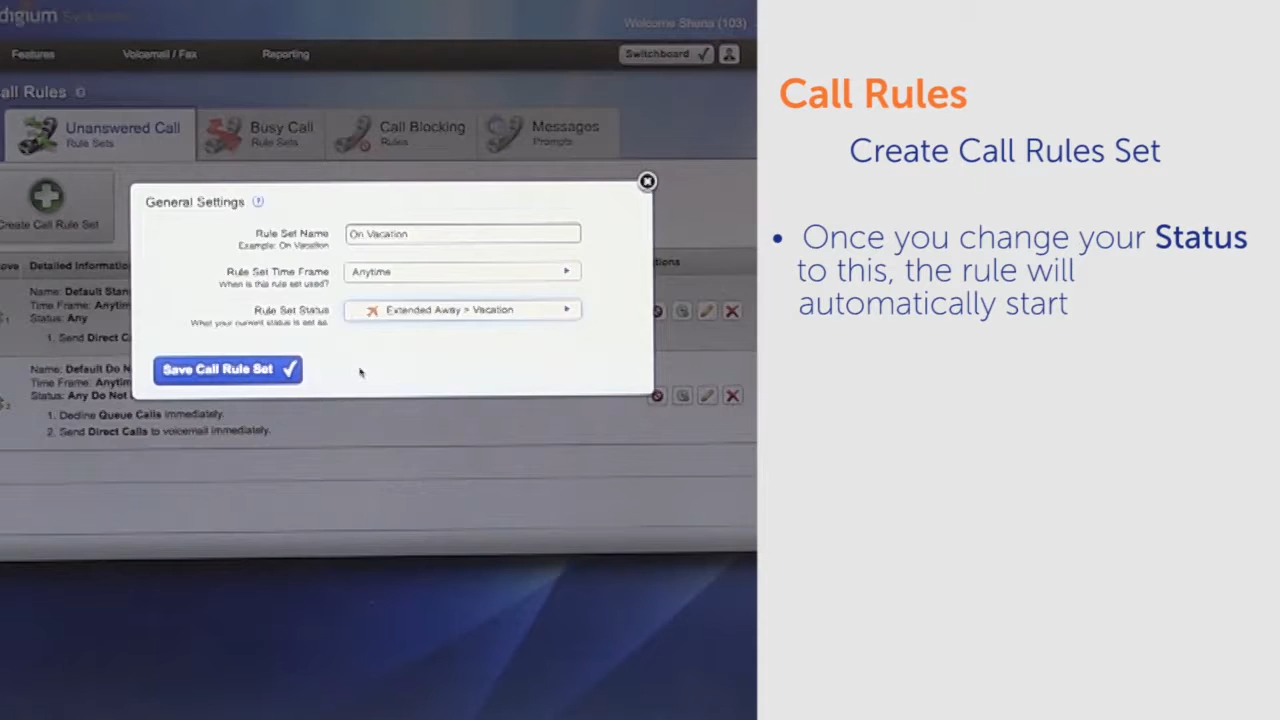 digium
Welcome Shena (103)
Features Voicemail / Fax Reporting Switchboard
Call Rules
Unanswered Call
Rule Sets
Busy Call
Rule Sets
Call Blocking
Rules
Messages
Prompts
Create Call Rule Set
General Settings ?
Rule Set Name
Example: On Vacation
On Vacation
Rule Set Time Frame
When is this rule set used?
Anytime
Rule Set Status
What your current status is set as.
Extended Away > Vacation
Save Call Rule Set
Detailed Informatio
Name: Default Stan
Time Frame: Anytim
Status: Any
1. Send Direct C
Name: Default Do N
Time Frame: Anytim
Status: Any Do Not
1. Decline Queue Calls immediately.
2. Send Direct Calls to voicemail immediately.
Call Rules
Create Call Rules Set
• Once you change your Status
to this, the rule will
automatically start